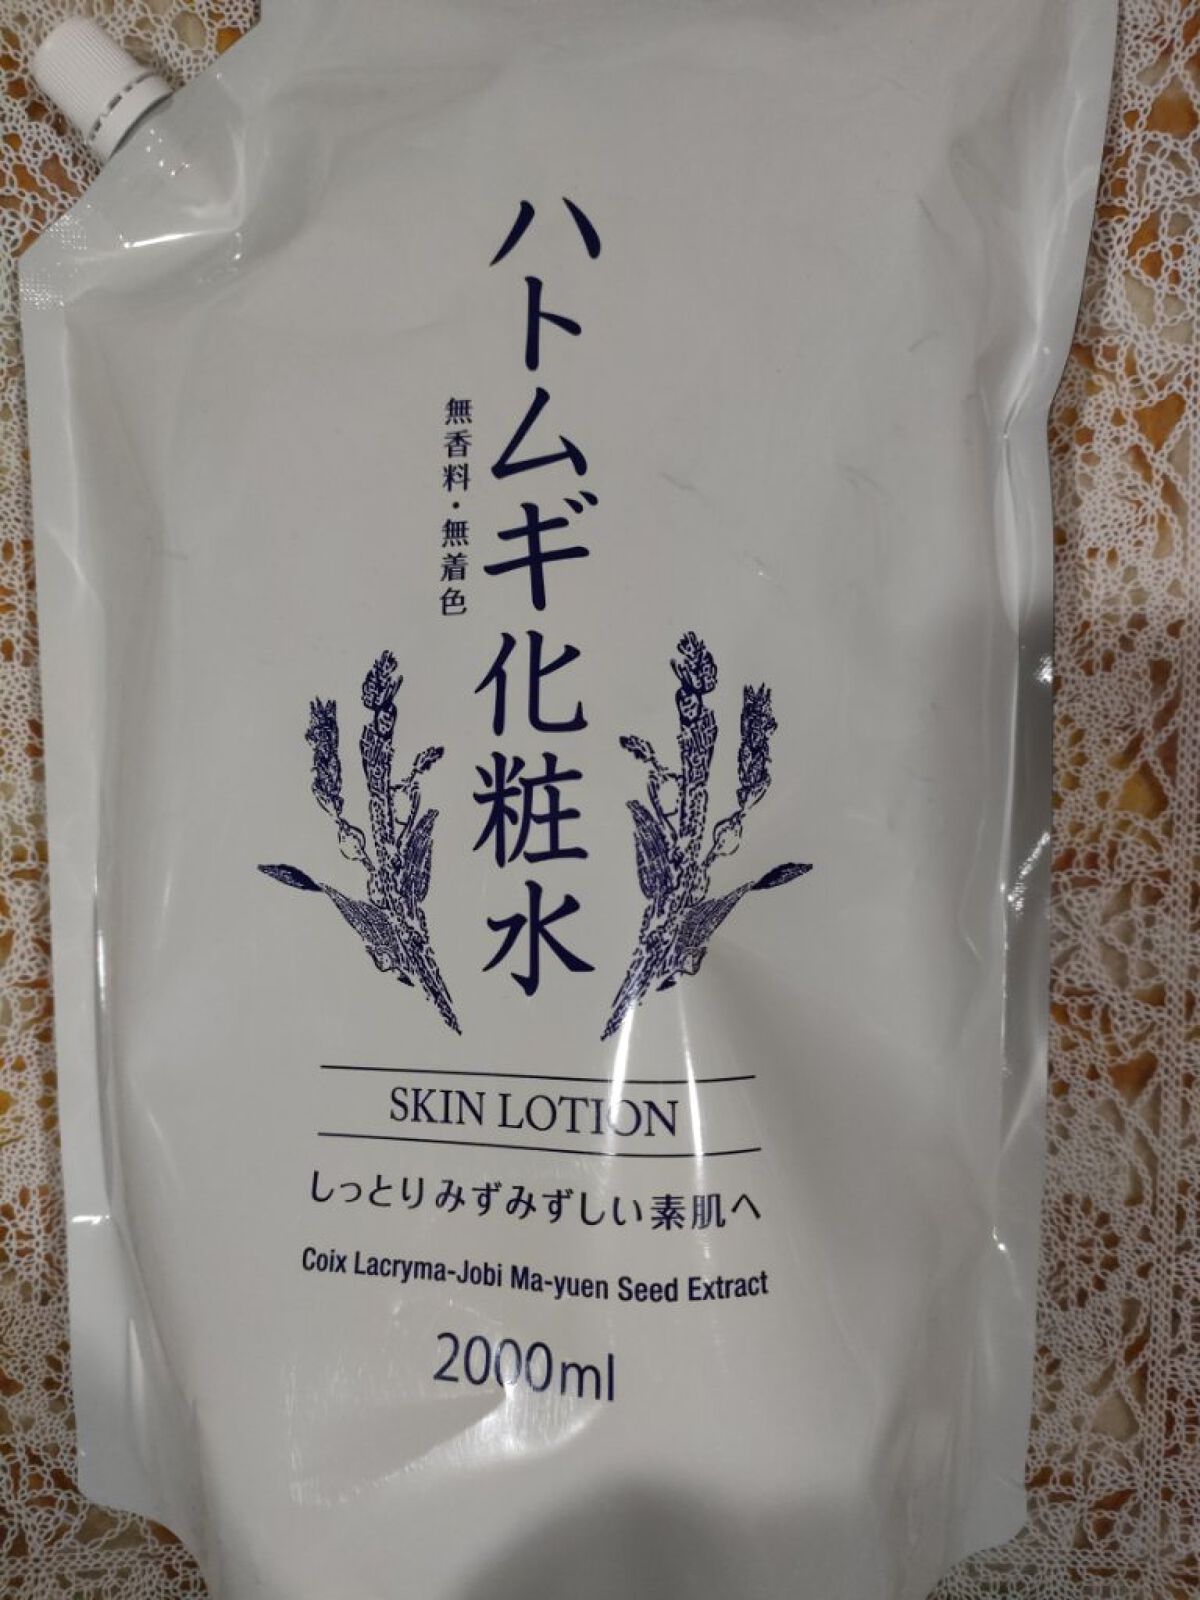 ハトムギ化粧水
無香料・無着色
SKIN LOTION
しっとりみずみずしい素肌へ
Coix Lacryma-Jobi Ma-yuen Seed Extract
2000ml